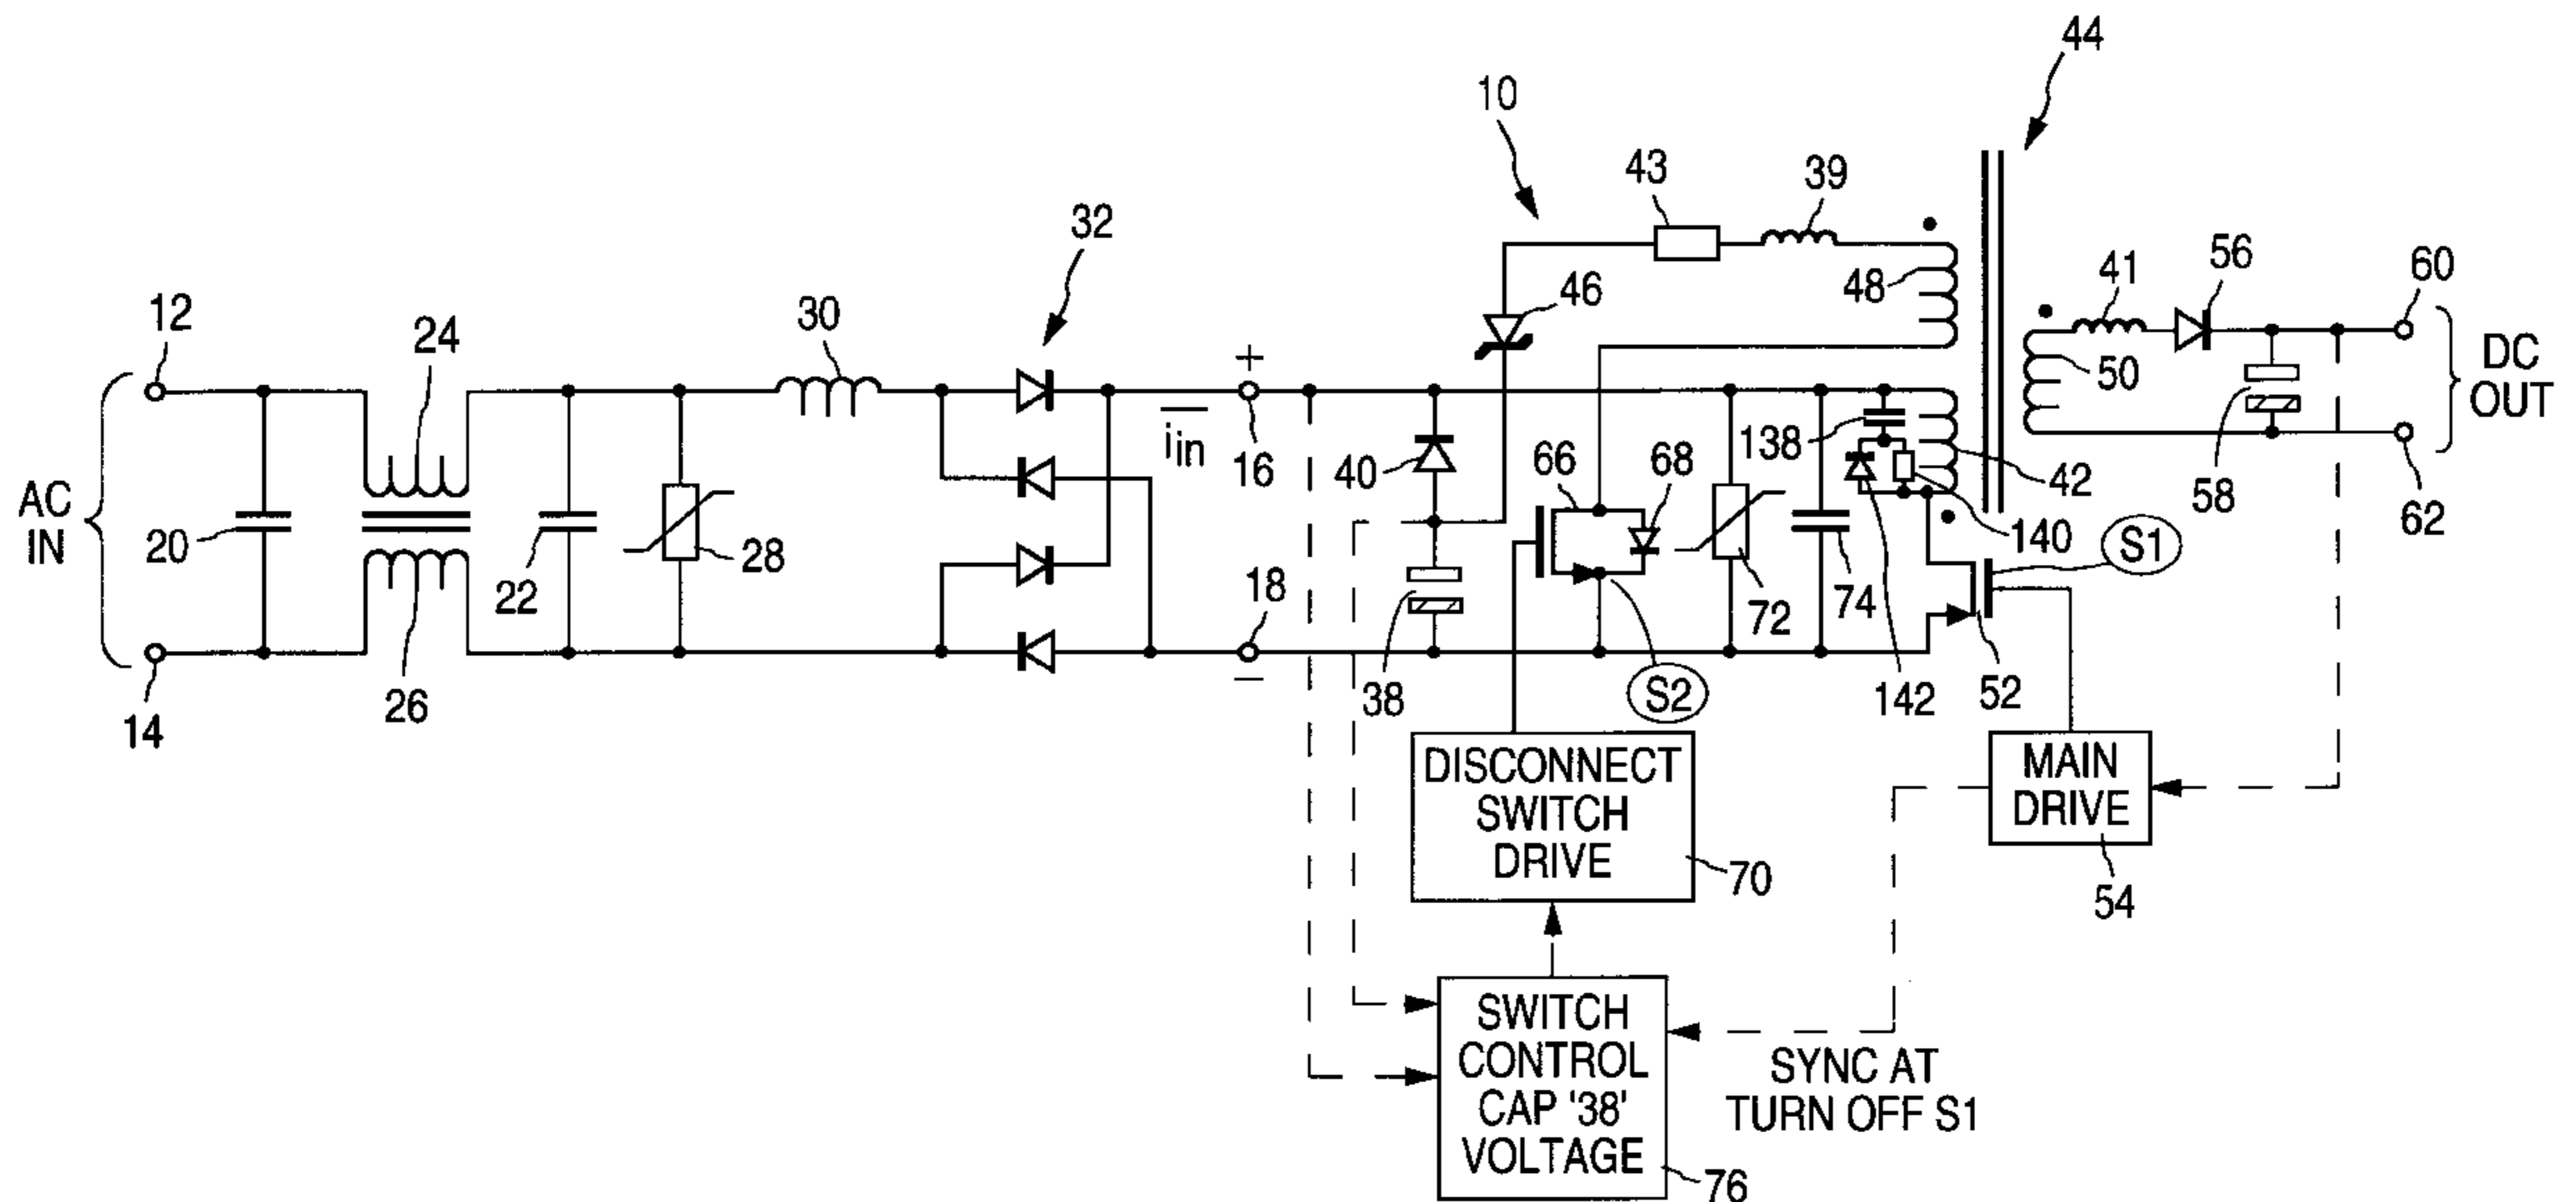 44
10
43
39
32
46
48
41
56
60
12
24
30
50
DC
OUT
+
i̅in
16
138
40
66
68
42
58
62
AC
IN
20
22
28
140
S1
18
38
72
74
26
14
−
S2
142
52
DISCONNECT
SWITCH
DRIVE
70
MAIN
DRIVE
54
SWITCH
CONTROL
CAP '38'
VOLTAGE
76
SYNC AT
TURN OFF S1